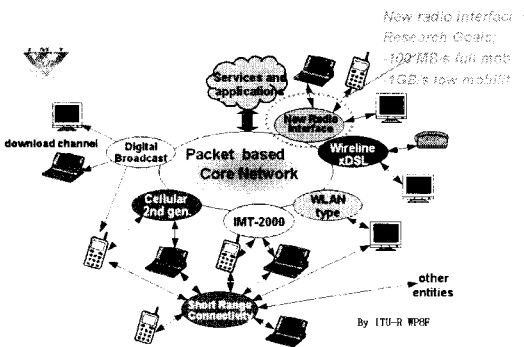 New radio interface
Research Goals:
-100 MB/s full mob
-1GB/s low mobilit
Services and
applications
New Radio
Interface
download channel
Digital
Broadcast
Packet based
Core Network
Wireline
xDSL
Cellular
2nd gen.
IMT-2000
WLAN
type
other
entities
Short Range
Connectivity
By ITU-R WP8F